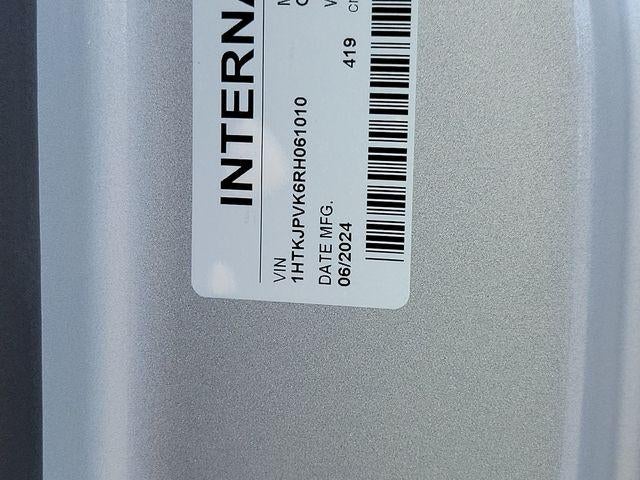 INTERNA
VIN
1HTKJPVK6RH061010
DATE MFG.
06/2024
419